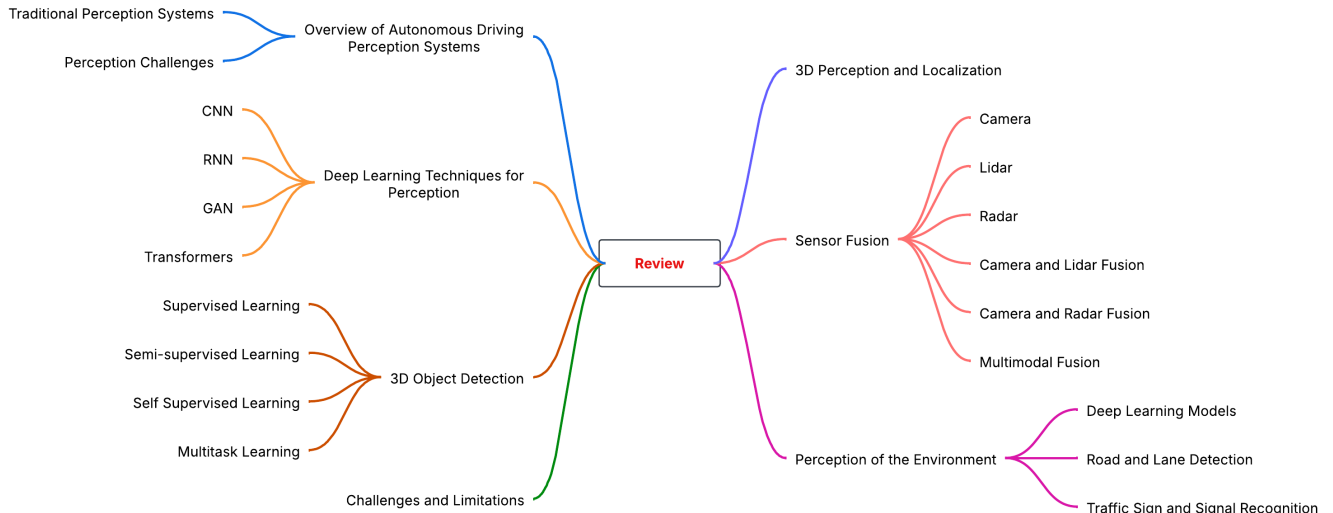 Traditional Perception Systems
Perception Challenges
Overview of Autonomous Driving
Perception Systems
CNN
RNN
GAN
Transformers
Deep Learning Techniques for
Perception
Supervised Learning
Semi-supervised Learning
Self Supervised Learning
Multitask Learning
3D Object Detection
Challenges and Limitations
Review
3D Perception and Localization
Sensor Fusion
Camera
Lidar
Radar
Camera and Lidar Fusion
Camera and Radar Fusion
Multimodal Fusion
Perception of the Environment
Deep Learning Models
Road and Lane Detection
Traffic Sign and Signal Recognition